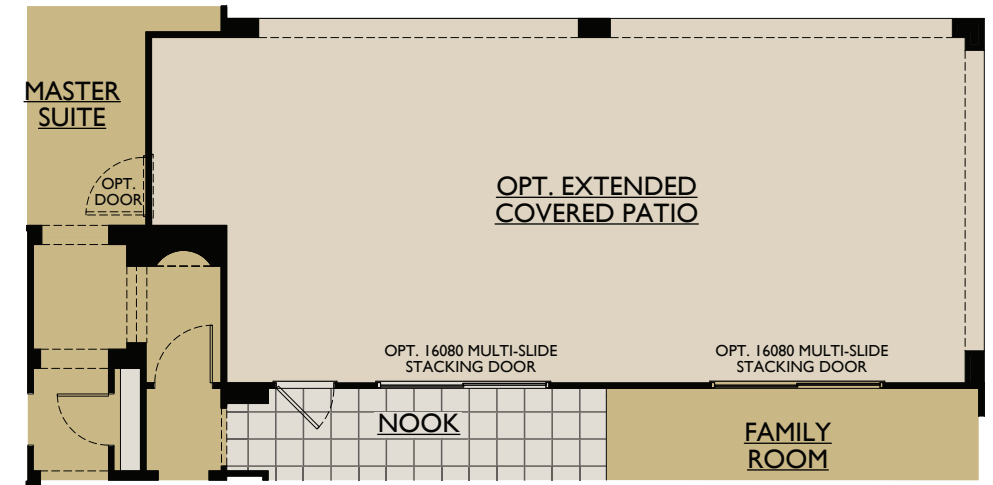 MASTER
SUITE
OPT.
DOOR
OPT. EXTENDED
COVERED PATIO
OPT. 16080 MULTI-SLIDE
STACKING DOOR
OPT. 16080 MULTI-SLIDE
STACKING DOOR
NOOK
FAMILY
ROOM